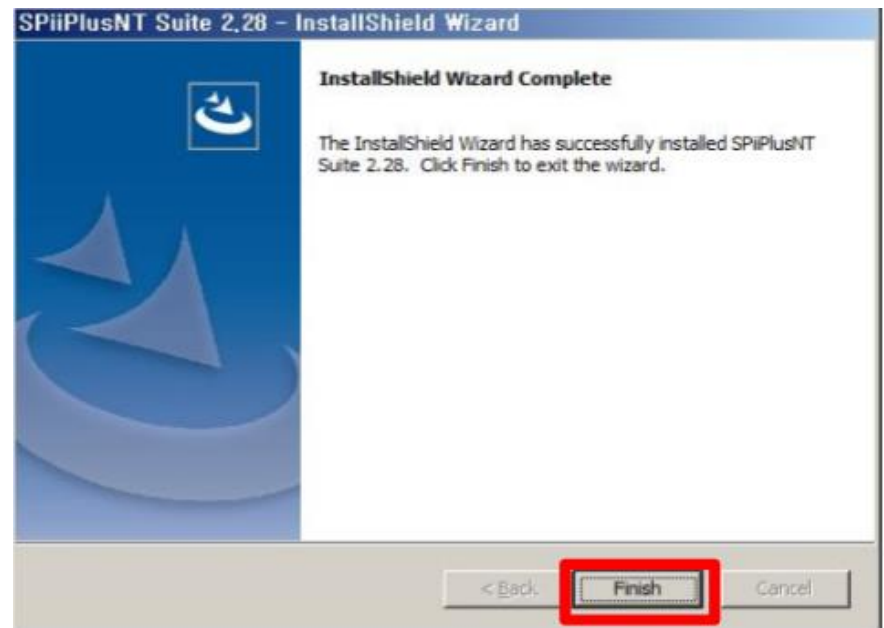 SPiiPlusNT Suite 2.28 - InstallShield Wizard
InstallShield Wizard Complete
The InstallShield Wizard has successfully installed SPiiPlusNT
Suite 2.28. Click Finish to exit the wizard.
< Back
Finish
Cancel